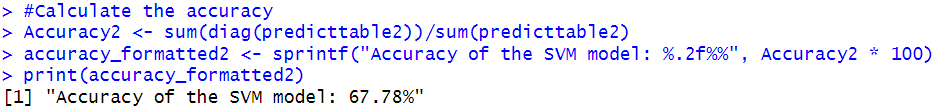 > #Calculate the accuracy
> Accuracy2 <- sum(diag(predicttable2))/sum(predicttable2)
> accuracy_formatted2 <- sprintf("Accuracy of the SVM model: %.2f%%", Accuracy2 * 100)
> print(accuracy_formatted2)
[1] "Accuracy of the SVM model: 67.78%"